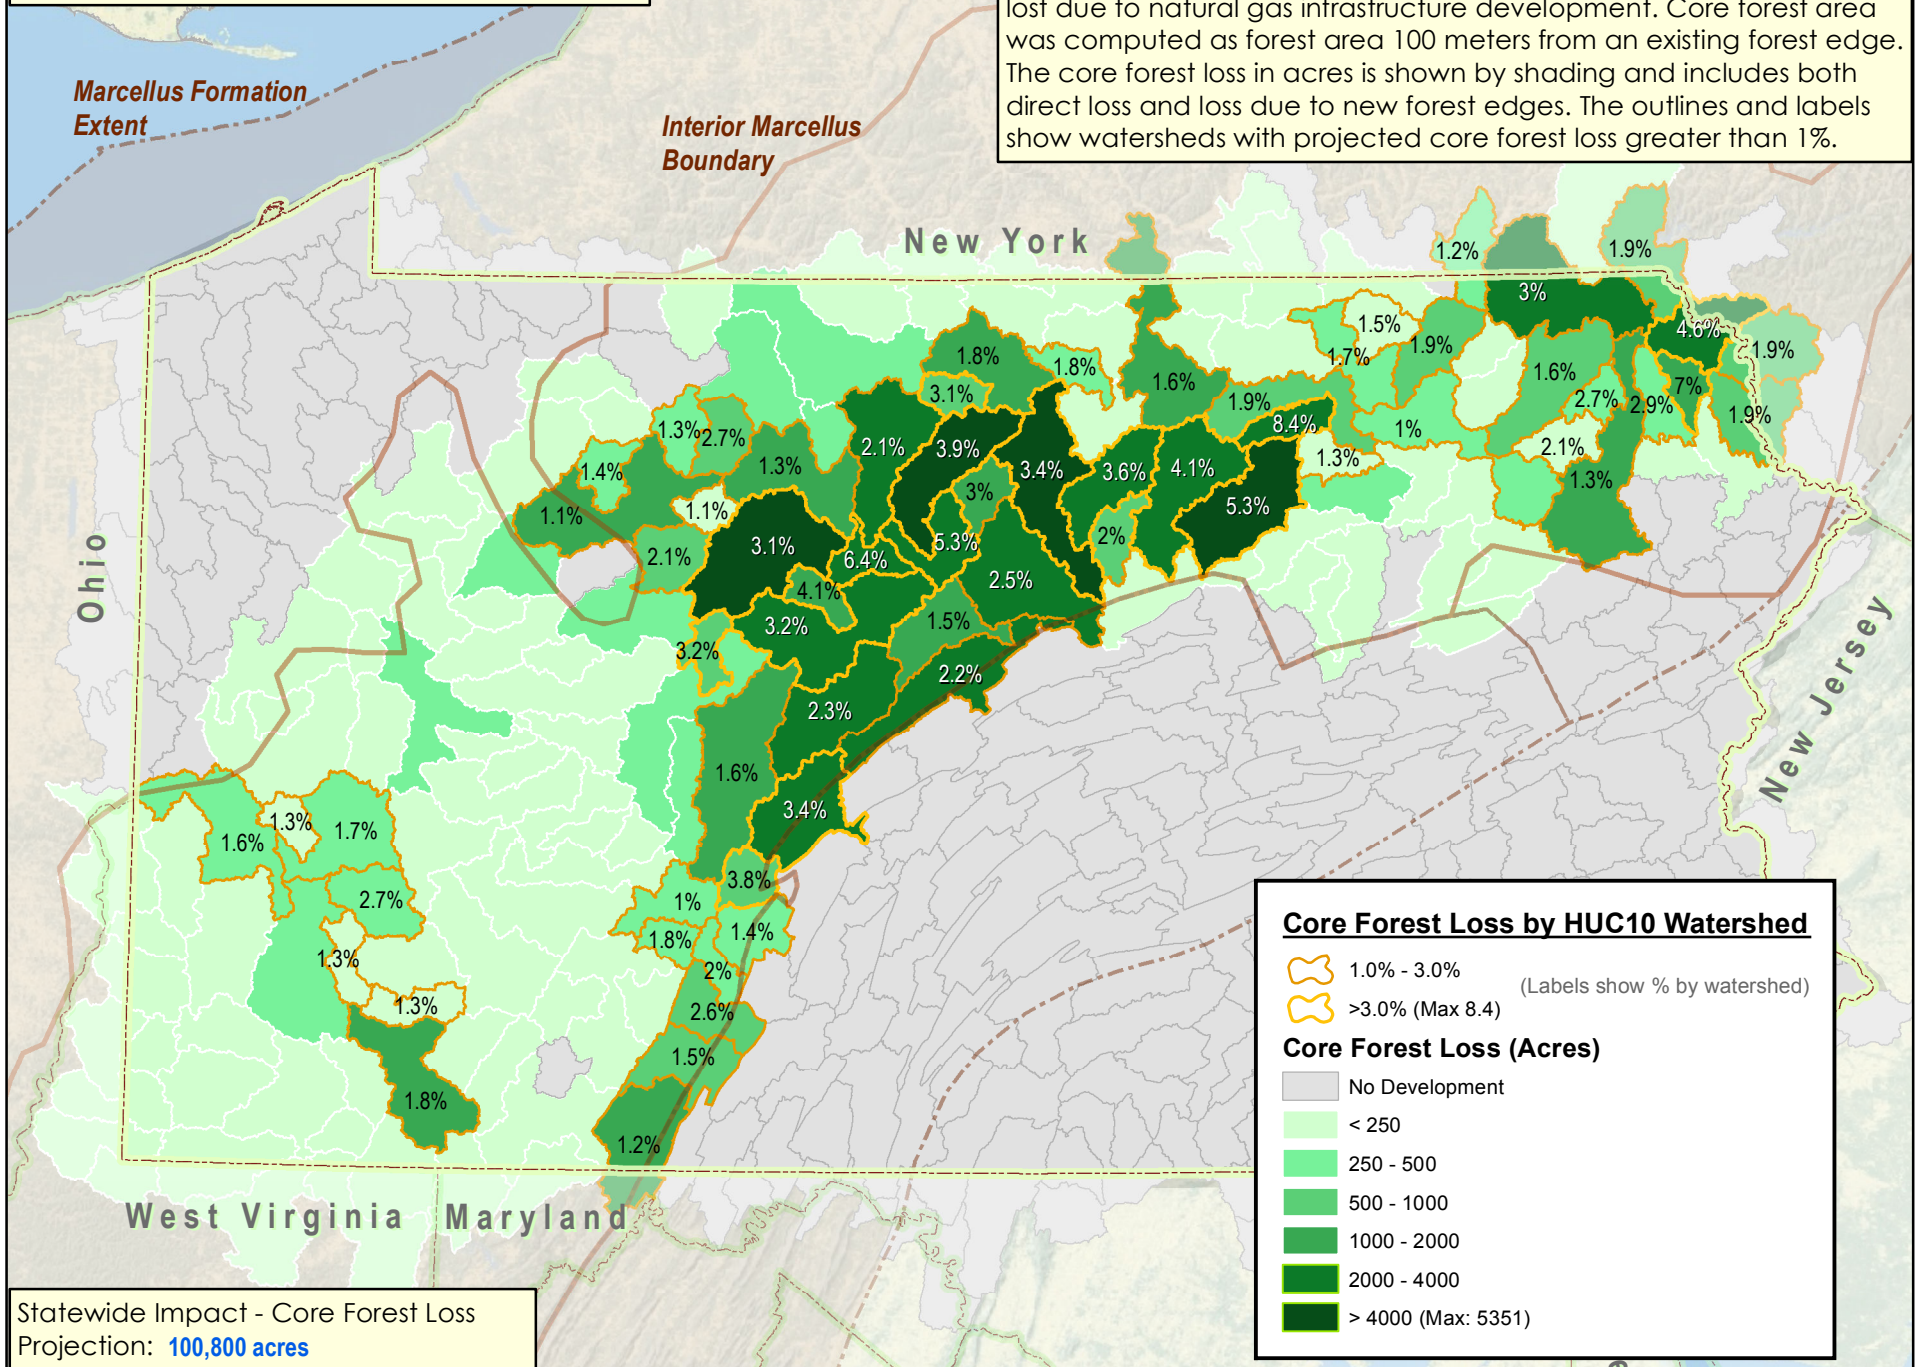 lost due to natural gas infrastructure development. Core forest area
was computed as forest area 100 meters from an existing forest edge.
The core forest loss in acres is shown by shading and includes both
direct loss and loss due to new forest edges. The outlines and labels
show watersheds with projected core forest loss greater than 1%.
Marcellus Formation
Extent
Interior Marcellus
Boundary
New York
Ohio
New Jersey
West Virginia
Maryland
1.2%
1.9%
3%
4.6%
1.9%
1.5%
1.7%
1.9%
1.8%
1.8%
1.6%
1.6%
7%
3.1%
1.9%
2.7%
2.9%
1.9%
1.3%
2.7%
2.1%
3.9%
8.4%
1%
1.4%
1.3%
3.4%
3.6%
4.1%
1.3%
2.1%
1.3%
1.1%
1.1%
3%
5.3%
2.1%
3.1%
6.4%
5.3%
2%
4.1%
2.5%
3.2%
1.5%
3.2%
2.2%
2.3%
1.6%
3.4%
1.6%
1.3%
1.7%
2.7%
3.8%
1%
1.8%
1.4%
1.3%
2%
1.3%
2.6%
1.5%
1.8%
1.2%
Core Forest Loss by HUC10 Watershed
1.0% - 3.0%
(Labels show % by watershed)
>3.0% (Max 8.4)
Core Forest Loss (Acres)
No Development
< 250
250 - 500
500 - 1000
1000 - 2000
2000 - 4000
> 4000 (Max: 5351)
Statewide Impact - Core Forest Loss
Projection: 100,800 acres